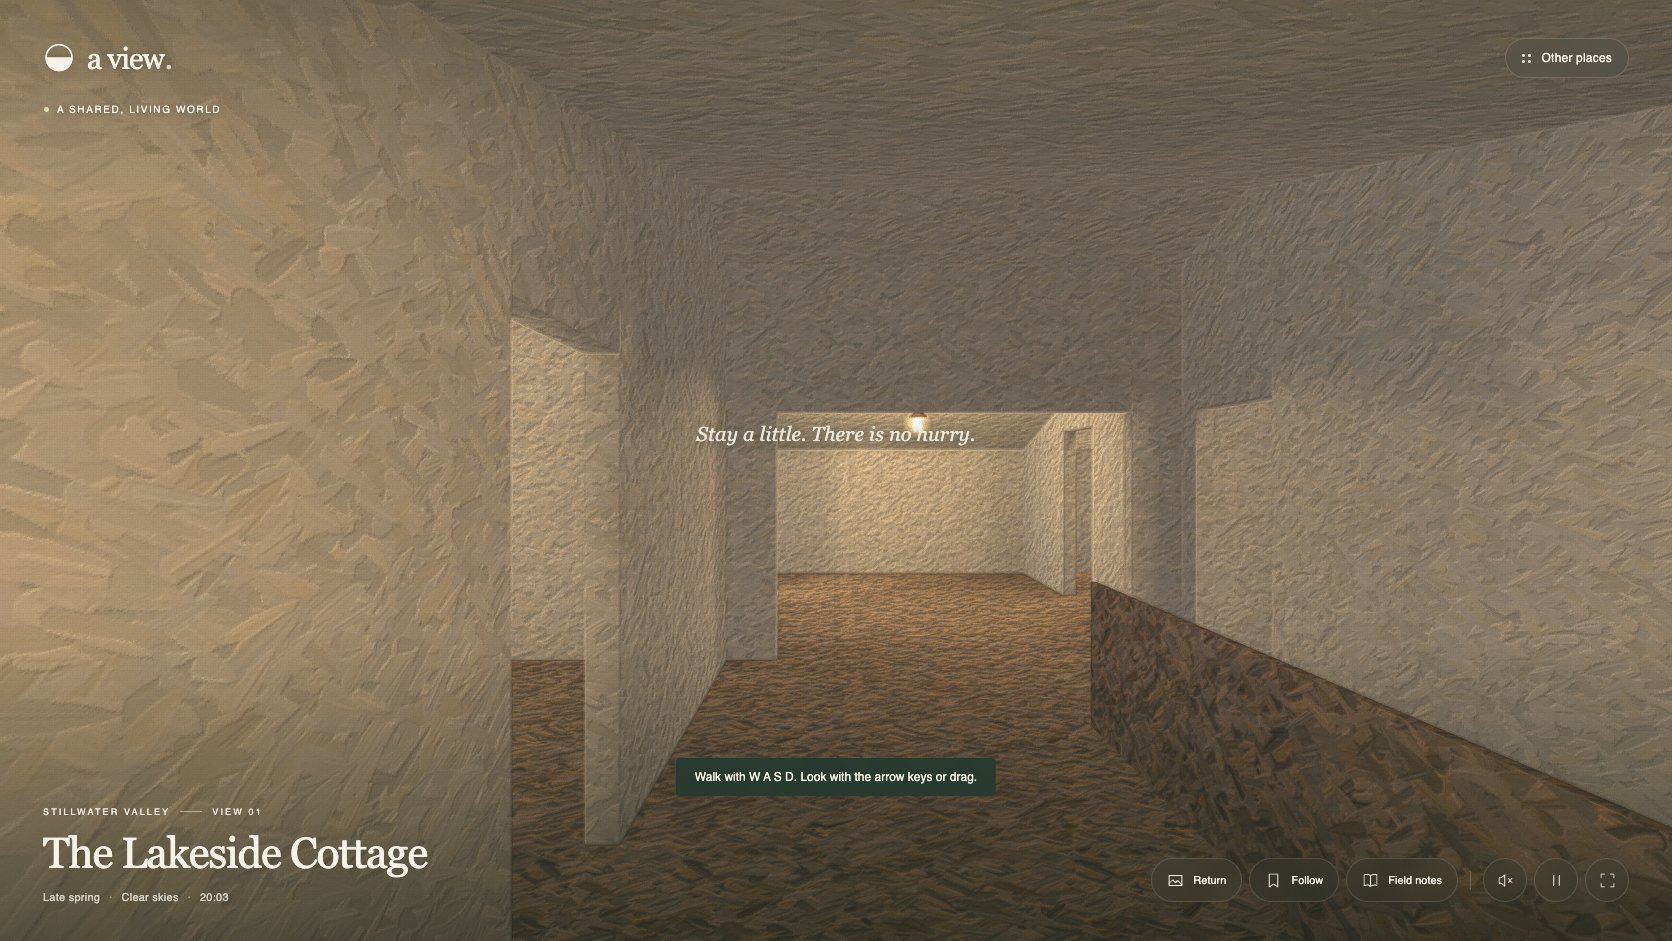 a view.
Other places
A SHARED, LIVING WORLD
Stay a little. There is no hurry.
Walk with W A S D. Look with the arrow keys or drag.
STILLWATER VALLEY — VIEW 01
The Lakeside Cottage
Late spring · Clear skies · 20:03
Return
Follow
Field notes